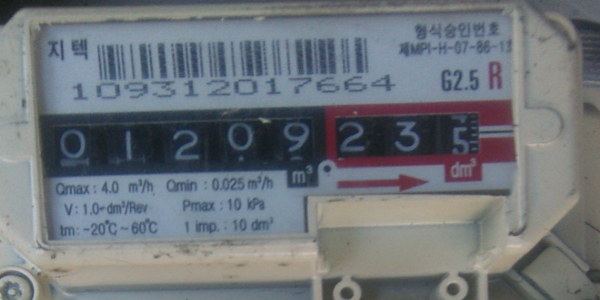 지텍
형식승인번호
제MPI-H-07-86-13
109312017664
G2.5 R
01209 235
m³
dm³
Qmax : 4.0 m³/h Qmin : 0.025 m³/h
V : 1.0 dm³/Rev Pmax : 10 kPa
tm : -20℃ ~ 60℃ 1 imp. : 10 dm³